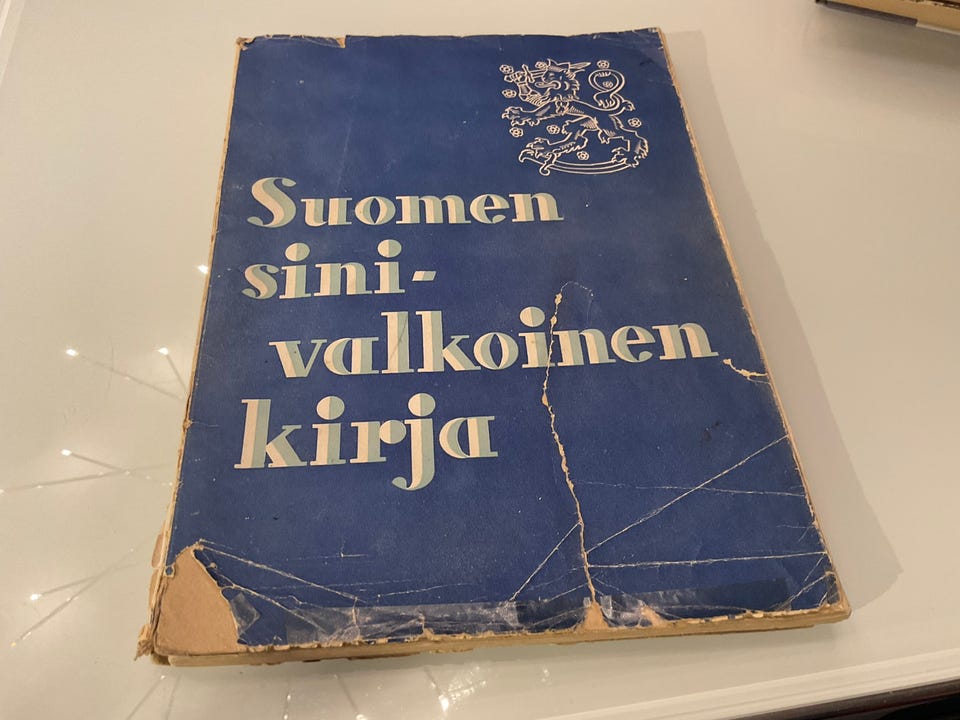 Suomen
sini-
valkoinen
kirja